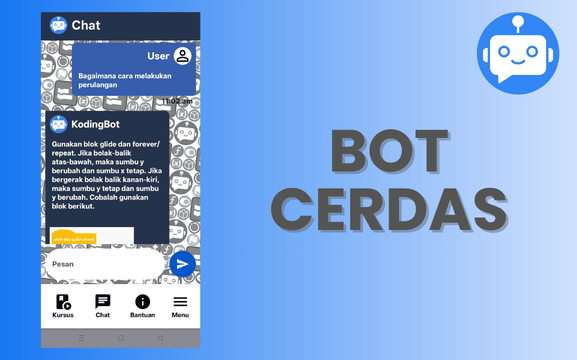 Chat
User
Bagaimana cara melakukan
perulangan
11:02 am
KodingBot
Gunakan blok glide dan forever/
repeat. Jika bolak-balik
atas-bawah, maka sumbu y
berubah dan sumbu x tetap. Jika
bergerak bolak balik kanan-kiri,
maka sumbu y tetap dan sumbu
y berubah. Cobalah gunakan
blok berikut.
Pesan
Kursus
Chat
Bantuan
Menu
BOT
CERDAS